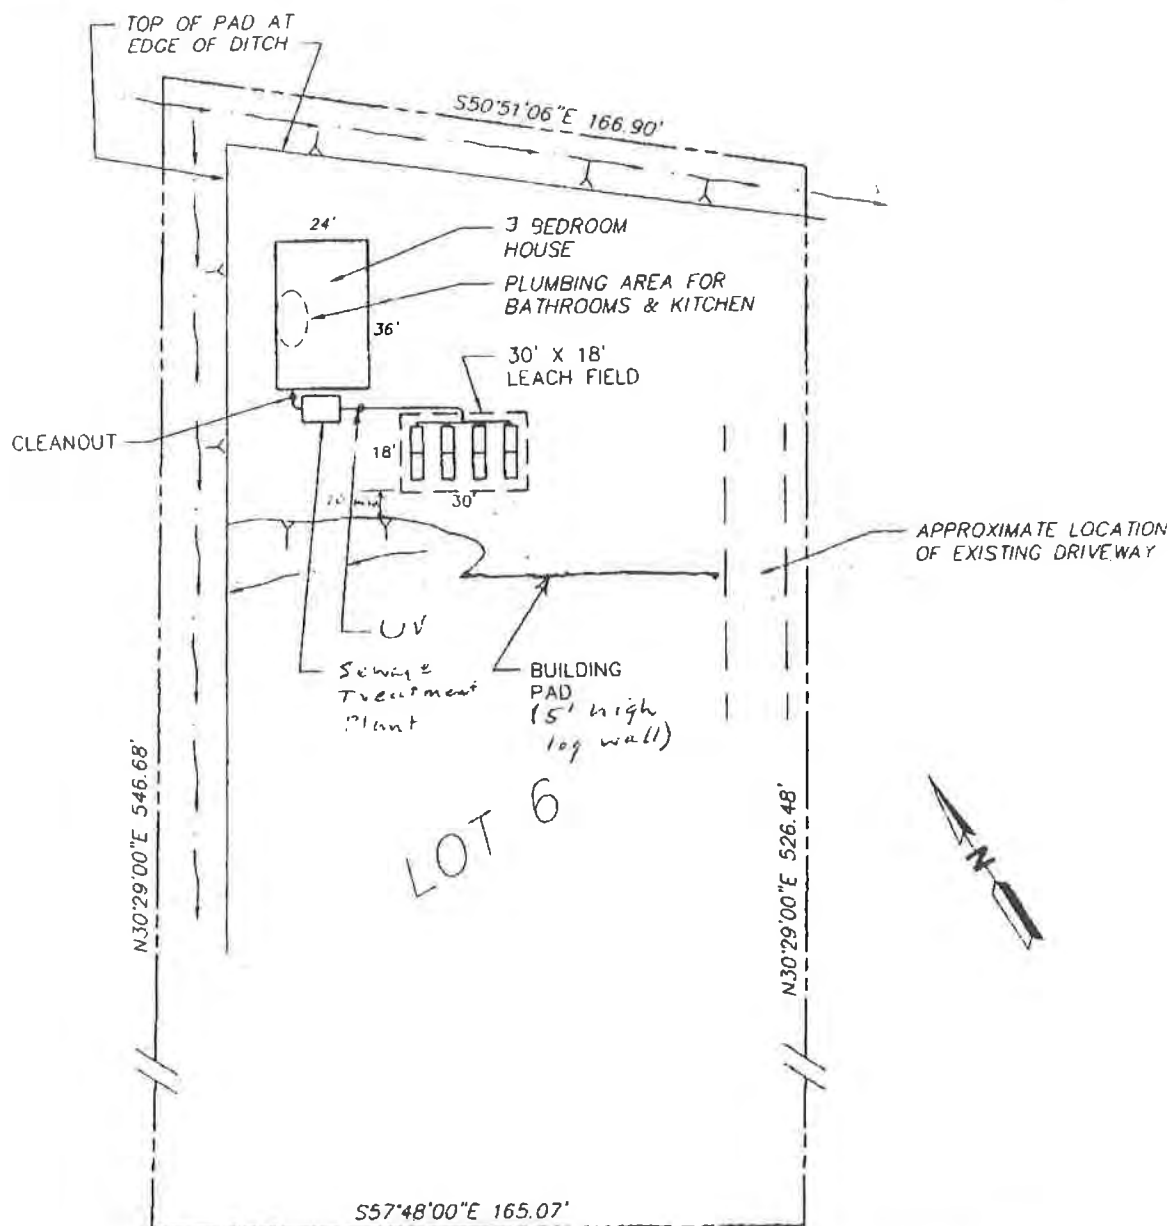 TOP OF PAD AT
EDGE OF DITCH
S50°51'06"E 166.90'
24'
3 BEDROOM
HOUSE
PLUMBING AREA FOR
BATHROOMS & KITCHEN
36'
30' X 18'
LEACH FIELD
CLEANOUT
18'
30'
10' min
APPROXIMATE LOCATION
OF EXISTING DRIVEWAY
UV
Sewage
Treatment
Plant
BUILDING
PAD
(5' high
log wall)
N30°29'00"E 546.68'
LOT 6
N30°29'00"E 526.48'
N
S57°48'00"E 165.07'